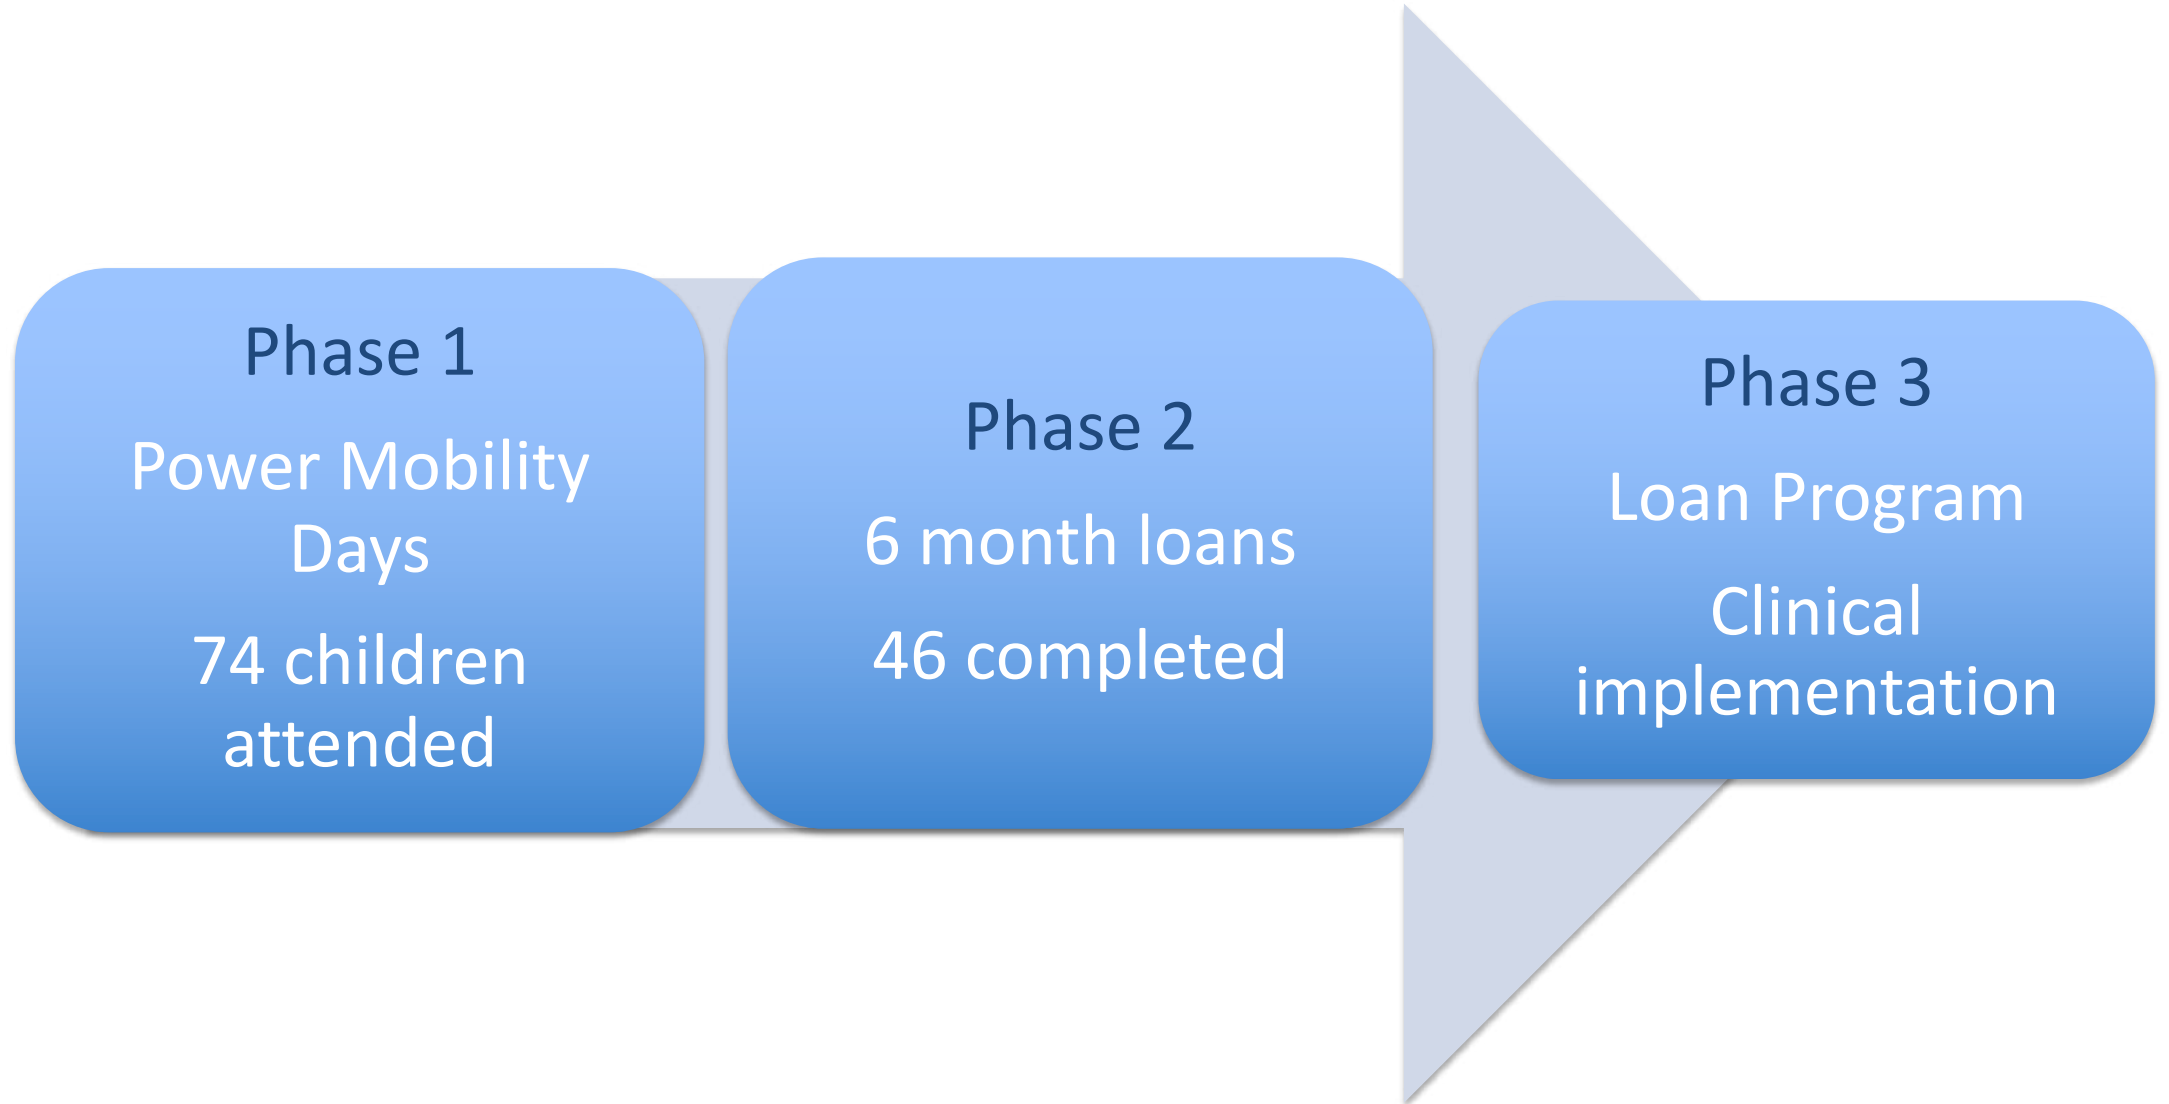 Phase 1
Power Mobility
Days
74 children
attended
Phase 2
6 month loans
46 completed
Phase 3
Loan Program
Clinical
implementation